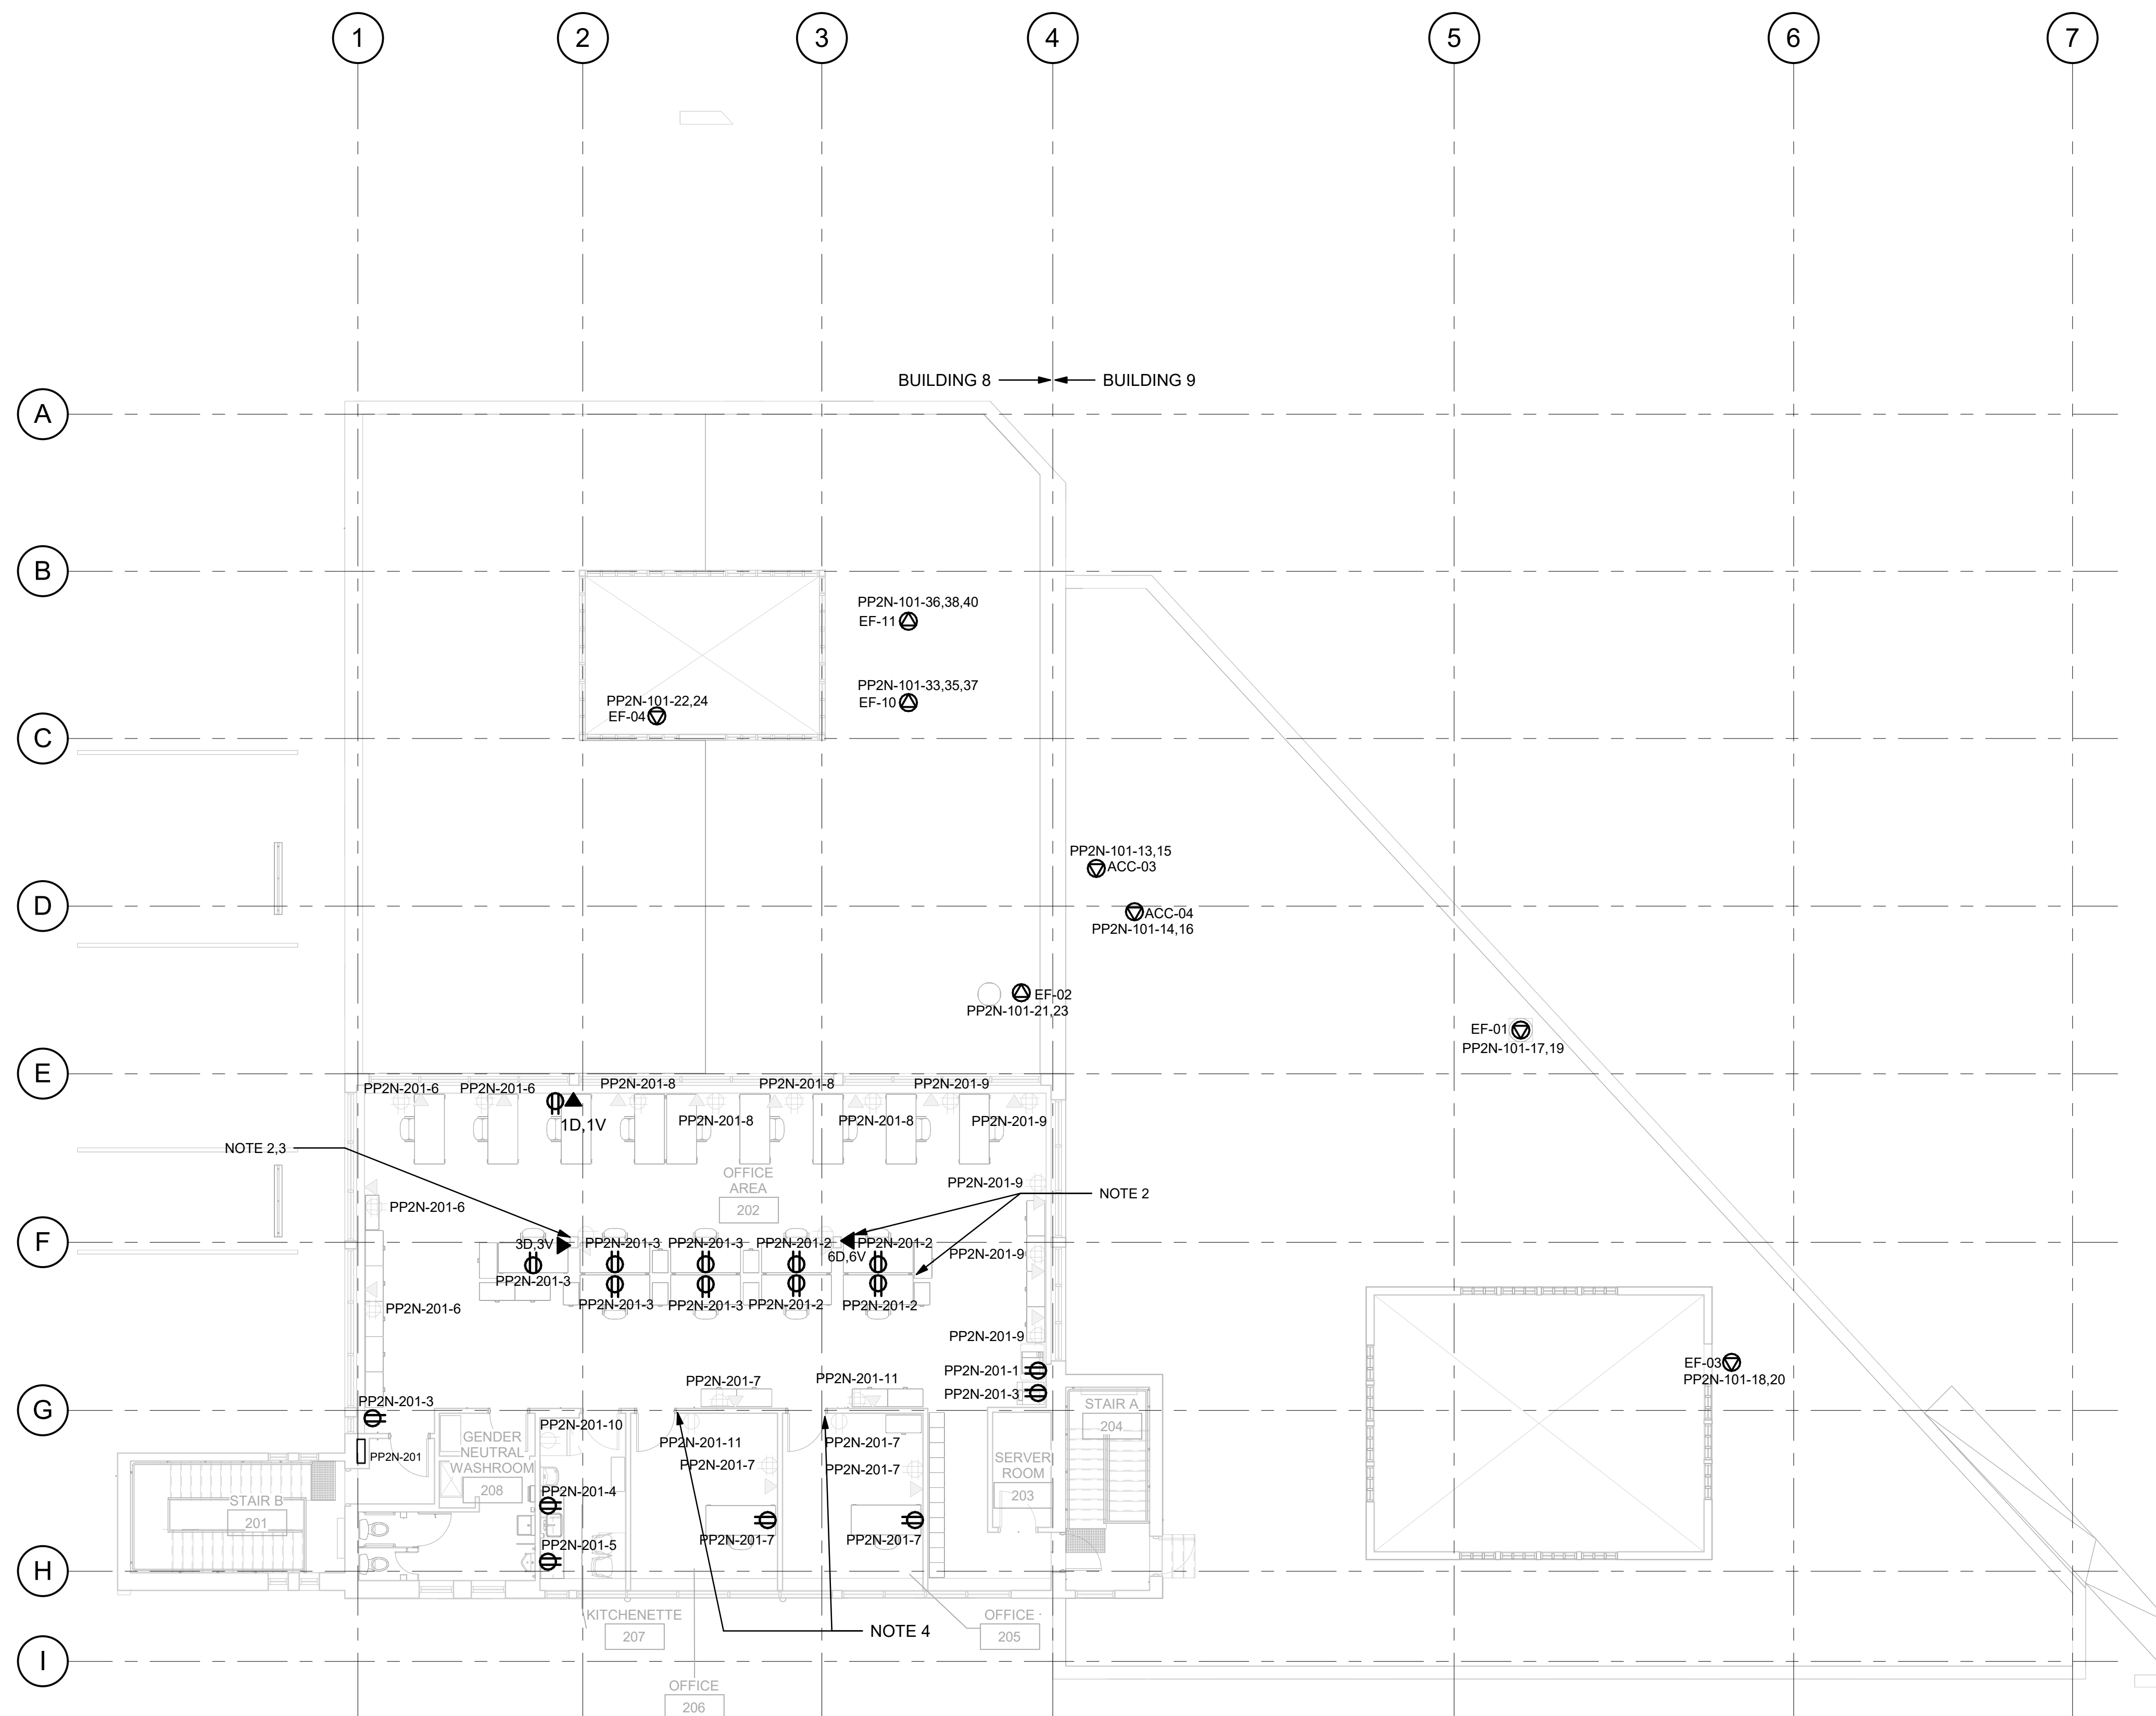 1 2 3 4 5 6 7
BUILDING 8 BUILDING 9
A
B
PP2N-101-36,38,40
EF-11
PP2N-101-33,35,37
EF-10
PP2N-101-22,24
EF-04
C
PP2N-101-13,15
ACC-03
D
ACC-04
PP2N-101-14,16
EF-02
PP2N-101-21,23
EF-01
PP2N-101-17,19
E
PP2N-201-6 PP2N-201-6 PP2N-201-8 PP2N-201-8 PP2N-201-9
1D,1V PP2N-201-8 PP2N-201-8 PP2N-201-9
NOTE 2,3
OFFICE
AREA
202
PP2N-201-9
NOTE 2
PP2N-201-6
F
3D,3V PP2N-201-3 PP2N-201-3 PP2N-201-2 PP2N-201-2
6D,6V PP2N-201-9
PP2N-201-3
PP2N-201-3 PP2N-201-3 PP2N-201-2 PP2N-201-2
PP2N-201-6
PP2N-201-9
EF-03
PP2N-101-18,20
PP2N-201-1
PP2N-201-7 PP2N-201-11
PP2N-201-3
PP2N-201-3
G
STAIR A
204
PP2N-201-10
GENDER
NEUTRAL
WASHROOM
208
PP2N-201-11 PP2N-201-7
PP2N-201
PP2N-201-7 PP2N-201-7
SERVER
ROOM
203
PP2N-201-4
STAIR B
201
PP2N-201-7 PP2N-201-7
PP2N-201-5
H
KITCHENETTE
207
OFFICE
205
NOTE 4
I
OFFICE
206